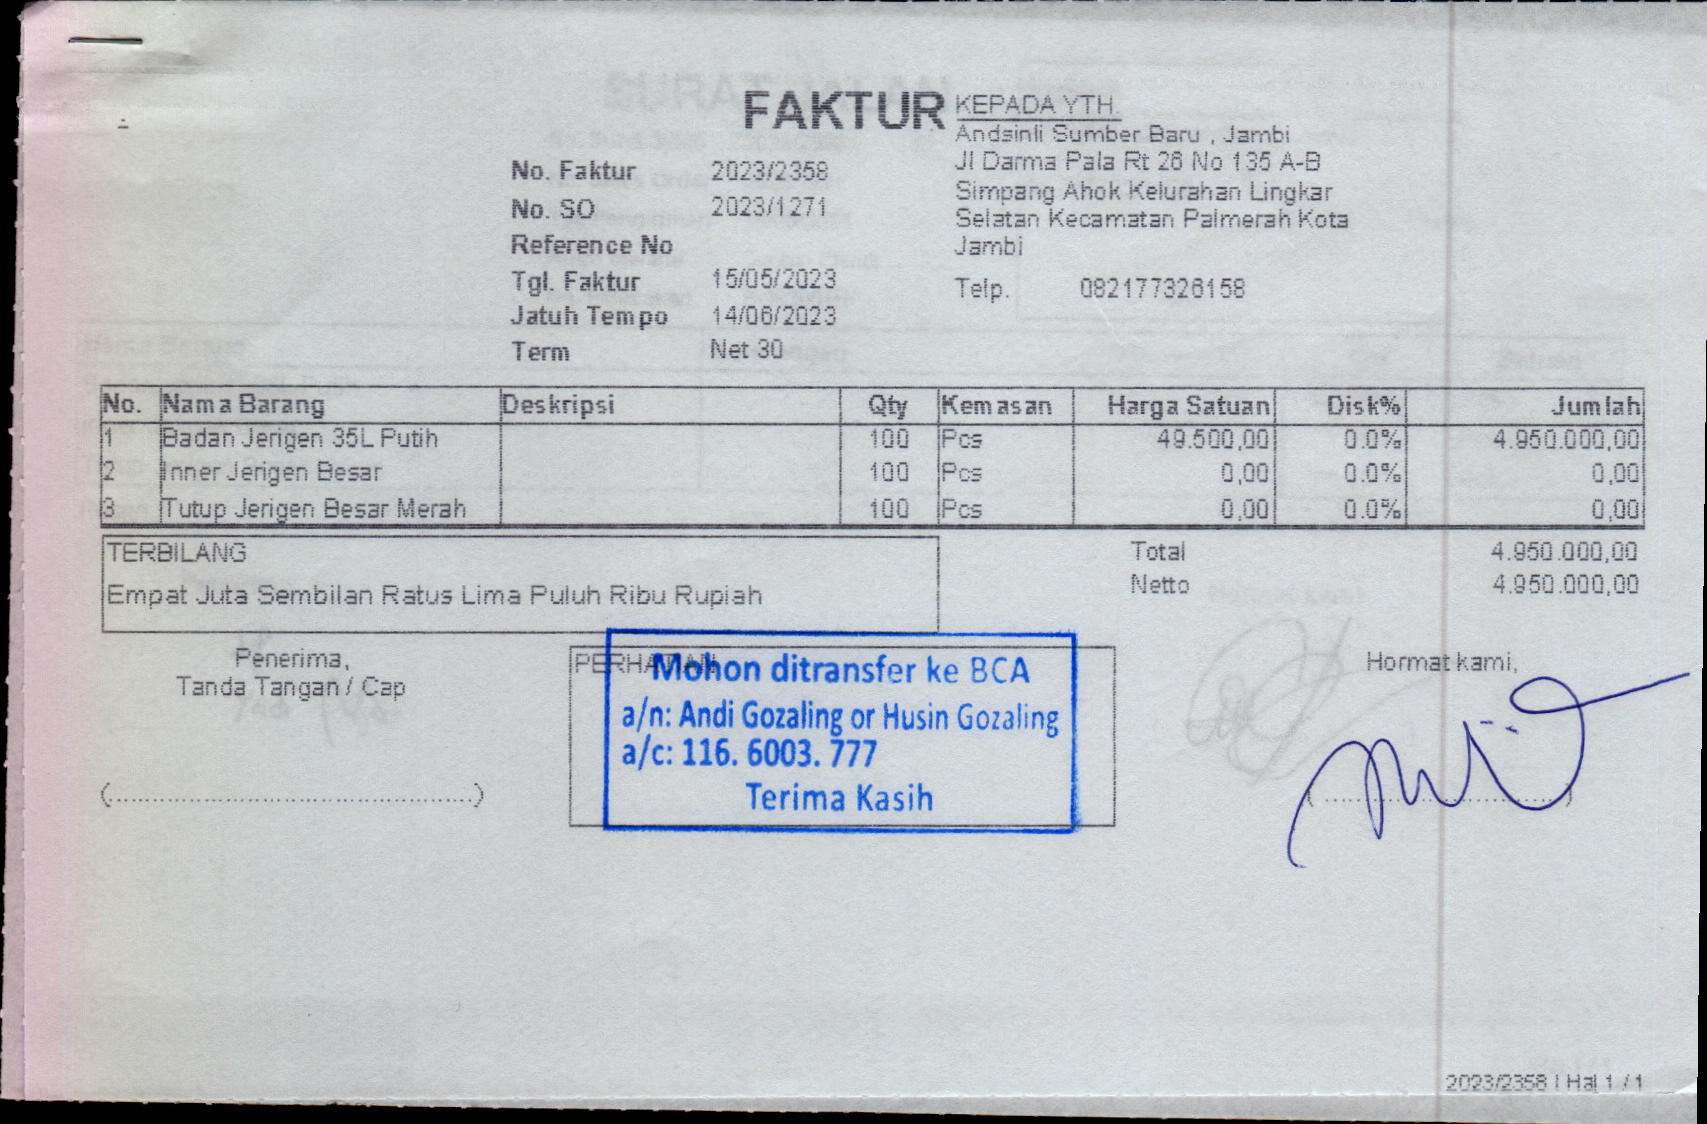 FAKTUR
KEPADA YTH.
Andsinli Sumber Baru , Jambi
Jl Darma Pala Rt 26 No 135 A-B
Simpang Ahok Kelurahan Lingkar
Selatan Kecamatan Palmerah Kota
Jambi
Telp. 082177326158
No. Faktur 2023/2358
No. SO 2023/1271
Reference No
Tgl. Faktur 15/05/2023
Jatuh Tempo 14/06/2023
Term Net 30
No. Nama Barang Deskripsi Qty Kemasan Harga Satuan Disk% Jumlah
1 Badan Jerigen 35L Putih 100 Pcs 49.500,00 0.0% 4.950.000,00
2 Inner Jerigen Besar 100 Pcs 0,00 0.0% 0,00
3 Tutup Jerigen Besar Merah 100 Pcs 0,00 0.0% 0,00
TERBILANG
Empat Juta Sembilan Ratus Lima Puluh Ribu Rupiah
Total 4.950.000,00
Netto 4.950.000,00
Penerima,
Tanda Tangan / Cap
PERHATIAN
Mohon ditransfer ke BCA
a/n: Andi Gozaling or Husin Gozaling
a/c: 116. 6003. 777
Terima Kasih
Hormat kami,
2023/2358 | Hal 1 / 1